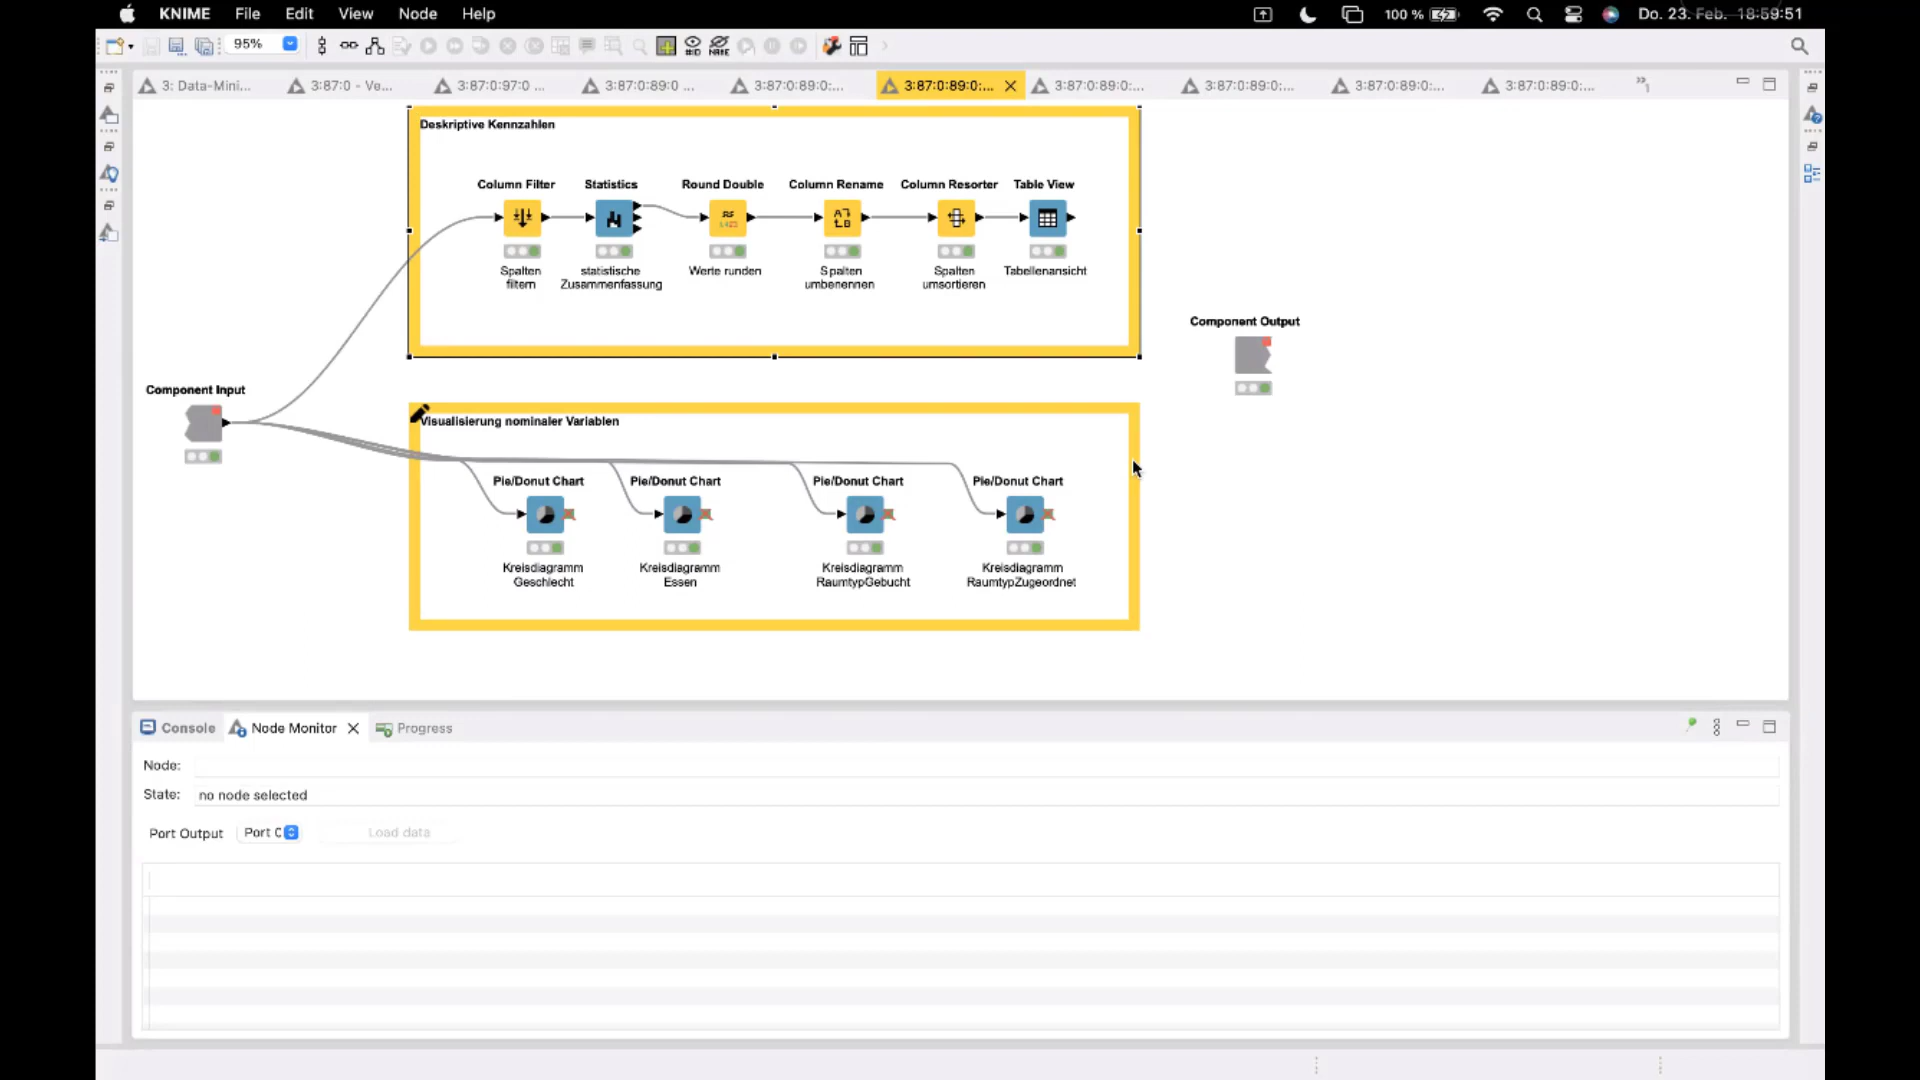 KNIME File Edit View Node Help 100 % Do. 23. Feb. 18:59:51
95%
3: Data-Mini... 3:87:0 - Ve... 3:87:0:97:0 ... 3:87:0:89:0 ... 3:87:0:89:0:... 3:87:0:89:0:... 3:87:0:89:0:... 3:87:0:89:0:... 3:87:0:89:0:... 3:87:0:89:0:... »1
Deskriptive Kennzahlen
Column Filter Statistics Round Double Column Rename Column Resorter Table View
Spalten statistische Werte runden Spalten Spalten Tabellenansicht
filtern Zusammenfassung umbenennen umsortieren
Component Output
Component Input
Visualisierung nominaler Variablen
Pie/Donut Chart Pie/Donut Chart Pie/Donut Chart Pie/Donut Chart
Kreisdiagramm Kreisdiagramm Kreisdiagramm Kreisdiagramm
Geschlecht Essen RaumtypGebucht RaumtypZugeordnet
Console Node Monitor Progress
Node:
State: no node selected
Port Output Port 0 Load data